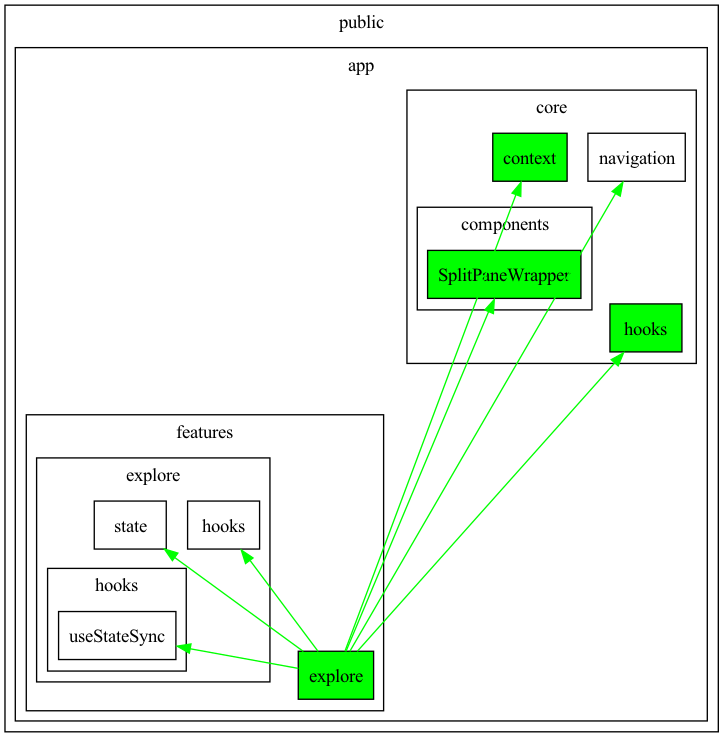 public
app
core
context
navigation
components
SplitPaneWrapper
hooks
features
explore
state
hooks
hooks
useStateSync
explore